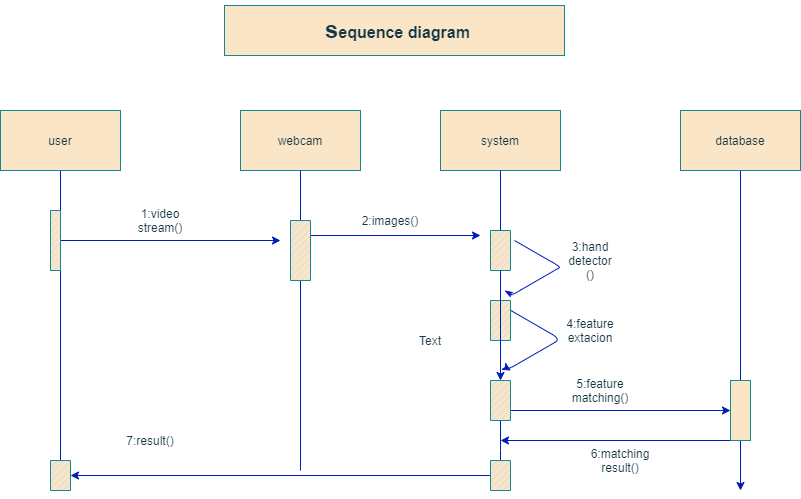 Sequence diagram
user
webcam
system
database
1:video
stream()
2:images()
3:hand
detector
()
4:feature
extacion
Text
5:feature
matching()
7:result()
6:matching
result()